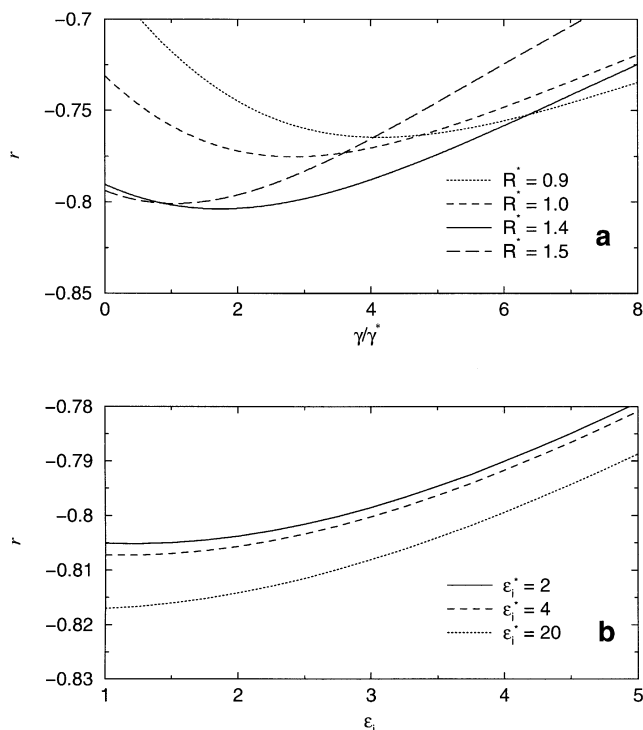 -0.7
-0.75
-0.8
-0.85
r
0 2 4 6 8
γ/γ*
R* = 0.9
R* = 1.0
R* = 1.4
R* = 1.5
a
-0.78
-0.79
-0.8
-0.81
-0.82
-0.83
r
1 2 3 4 5
εᵢ
εᵢ* = 2
εᵢ* = 4
εᵢ* = 20
b